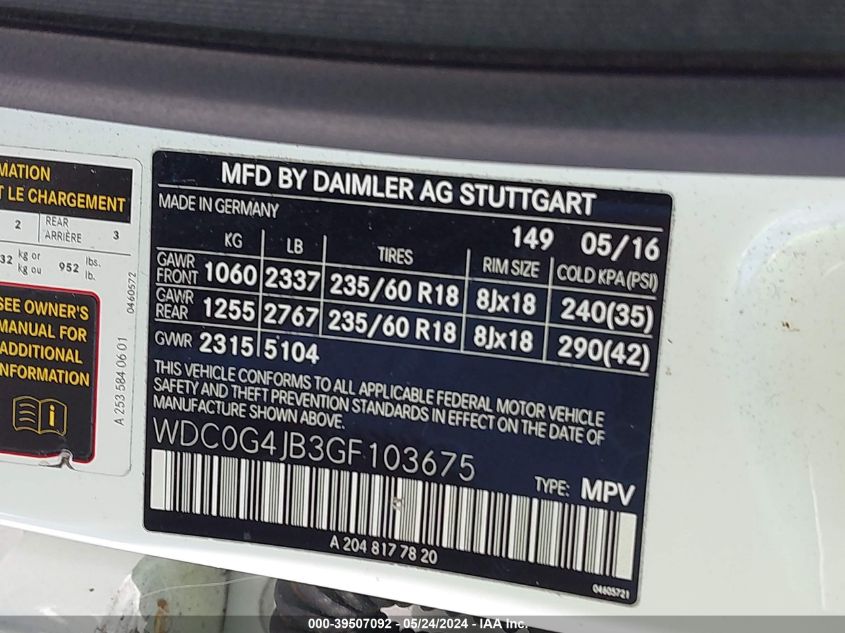 MATION
T LE CHARGEMENT
2 REAR ARRIÈRE 3
32 kg or kg ou 952 lbs. lb.
0460572
SEE OWNER'S
MANUAL FOR
ADDITIONAL
INFORMATION
A 253 584 06 01
MFD BY DAIMLER AG STUTTGART
MADE IN GERMANY
149 05/16
KG LB TIRES RIM SIZE COLD KPA (PSI)
GAWR FRONT 1060 2337 235/60 R18 8Jx18 240(35)
GAWR REAR 1255 2767 235/60 R18 8Jx18 290(42)
GVWR 2315 5104
THIS VEHICLE CONFORMS TO ALL APPLICABLE FEDERAL MOTOR VEHICLE
SAFETY AND THEFT PREVENTION STANDARDS IN EFFECT ON THE DATE OF
MANUFACTURE SHOWN ABOVE.
WDC0G4JB3GF103675
TYPE: MPV
A 204 817 78 20
04605721
000-39507092 - 05/24/2024 - IAA Inc.